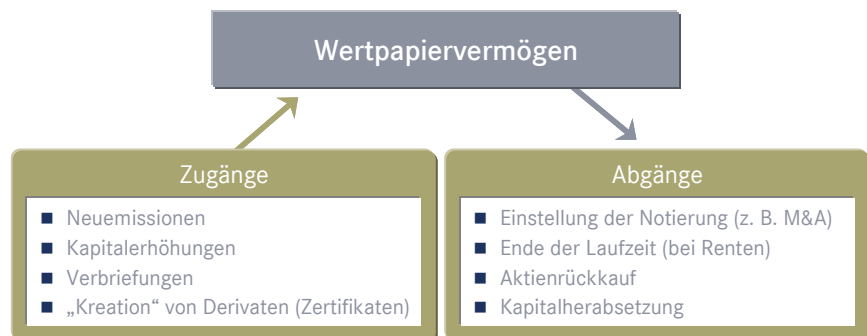 Wertpapiervermögen
Zugänge
Neuemissionen
Kapitalerhöhungen
Verbriefungen
„Kreation“ von Derivaten (Zertifikaten)
Abgänge
Einstellung der Notierung (z. B. M&A)
Ende der Laufzeit (bei Renten)
Aktienrückkauf
Kapitalherabsetzung